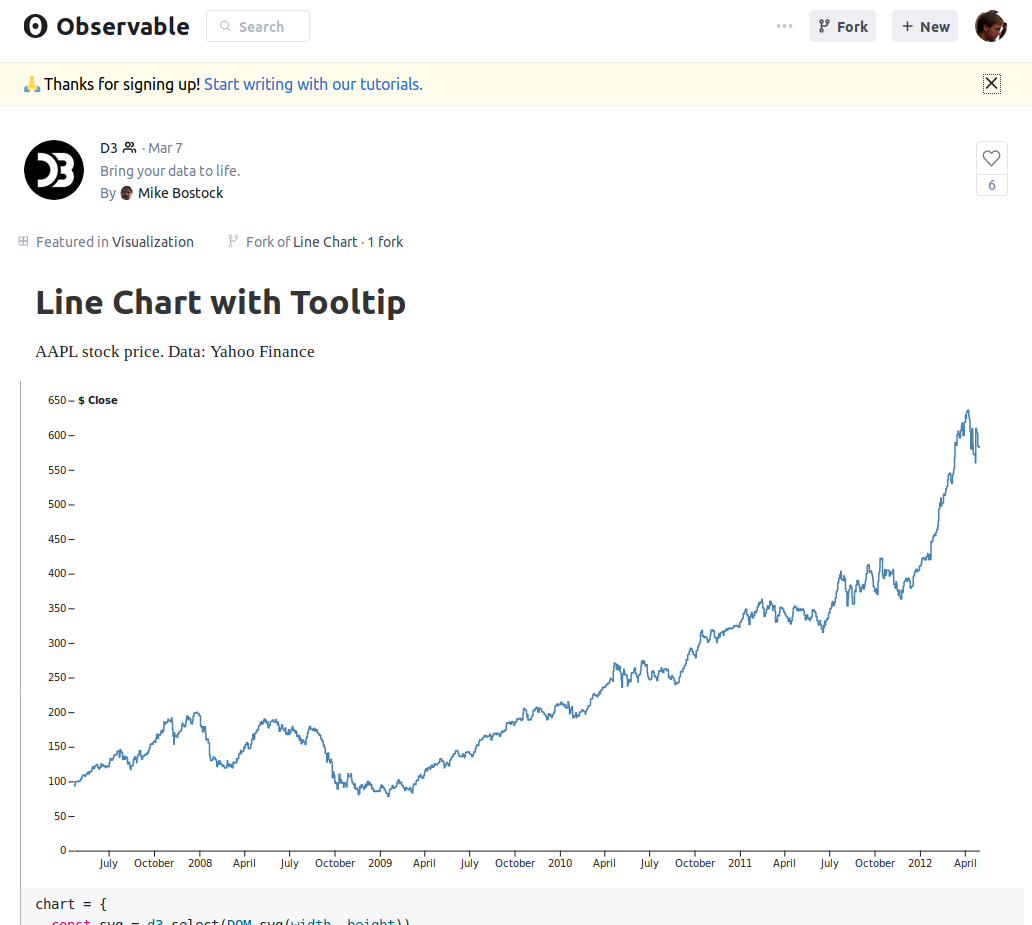 Observable
Search
Fork
+ New
🙏 Thanks for signing up! Start writing with our tutorials.
D3 · Mar 7
Bring your data to life.
By Mike Bostock
6
Featured in Visualization
Fork of Line Chart · 1 fork
Line Chart with Tooltip
AAPL stock price. Data: Yahoo Finance
650 $ Close
600
550
500
450
400
350
300
250
200
150
100
50
0
July October 2008 April July October 2009 April July October 2010 April July October 2011 April July October 2012 April
chart = {
const svg = d3.select(DOM.svg(width, height))